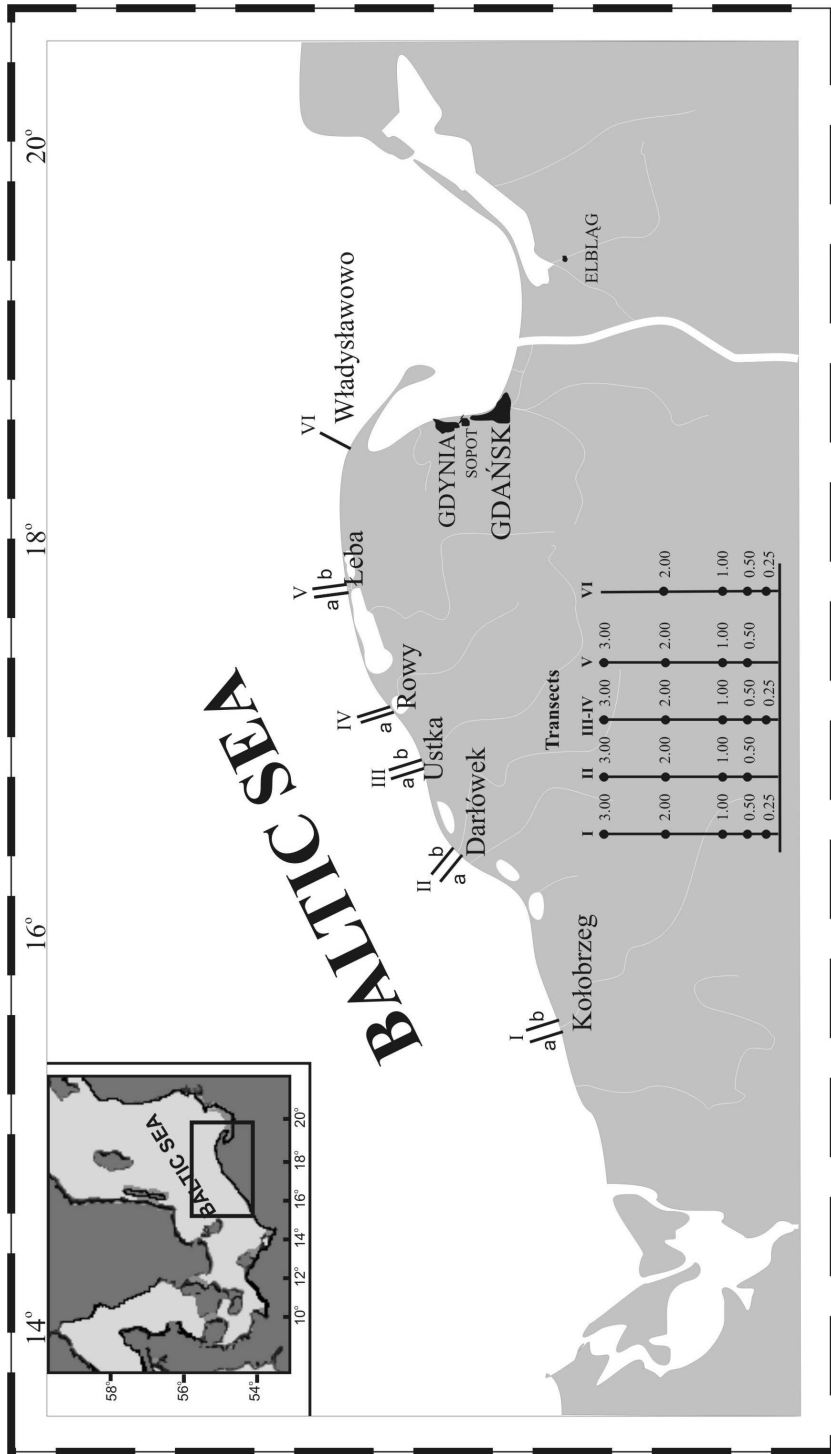 14°
16°
18°
20°
58°
56°
54°
10°
12°
14°
16°
18°
20°
BALTIC SEA
BALTIC SEA
I
a
b
Kołobrzeg
II
a
b
Darłówek
III
a
b
Ustka
IV
a
Rowy
V
a
b
Łeba
VI
Władysławowo
GDYNIA
SOPOT
GDAŃSK
ELBLĄG
Transects
I II III-IV V VI
3.00 3.00 3.00 3.00
2.00 2.00 2.00 2.00 2.00
1.00 1.00 1.00 1.00 1.00
0.50 0.50 0.50 0.50 0.50
0.25 0.25 0.25